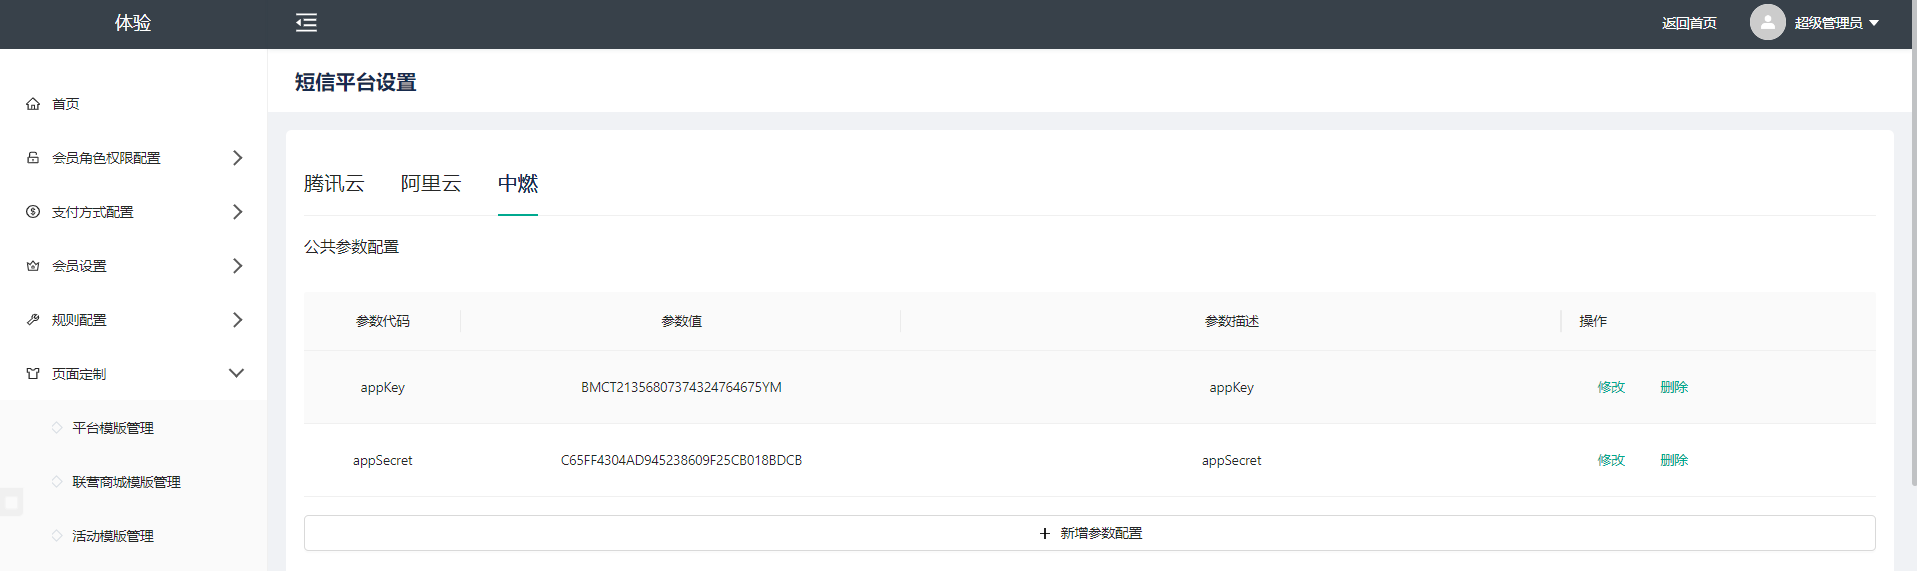 体验
返回首页
超级管理员
首页
会员角色权限配置
支付方式配置
会员设置
规则配置
页面定制
平台模版管理
联营商城模版管理
活动模版管理
短信平台设置
腾讯云 阿里云 中燃
公共参数配置
参数代码 参数值 参数描述 操作
appKey BMCT21356807374324764675YM appKey 修改 删除
appSecret C65FF4304AD945238609F25CB018BDCB appSecret 修改 删除
+ 新增参数配置